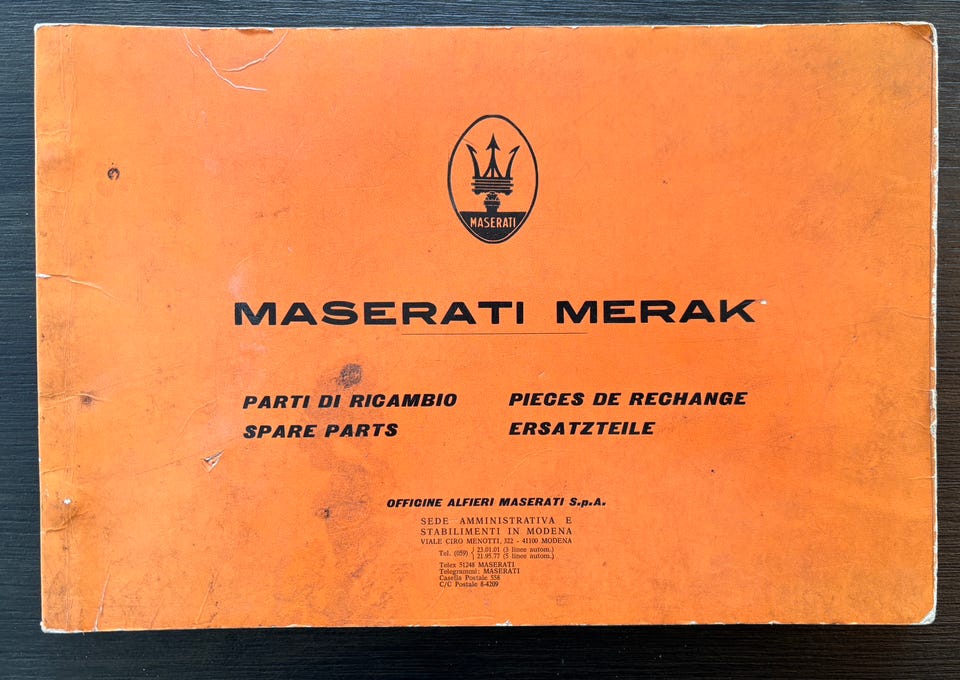 MASERATI
MASERATI MERAK
PARTI DI RICAMBIO
SPARE PARTS
PIECES DE RECHANGE
ERSATZTEILE
OFFICINE ALFIERI MASERATI S.p.A.
SEDE AMMINISTRATIVA E
STABILIMENTI IN MODENA
VIALE CIRO MENOTTI, 322 - 41100 MODENA
Tel. (059) { 23.01.01 (3 linee autom.)
21.95.77 (5 linee autom.)
Telex 51248 MASERATI
Telegrammi: MASERATI
Casella Postale 558
C/C Postale 8-4209